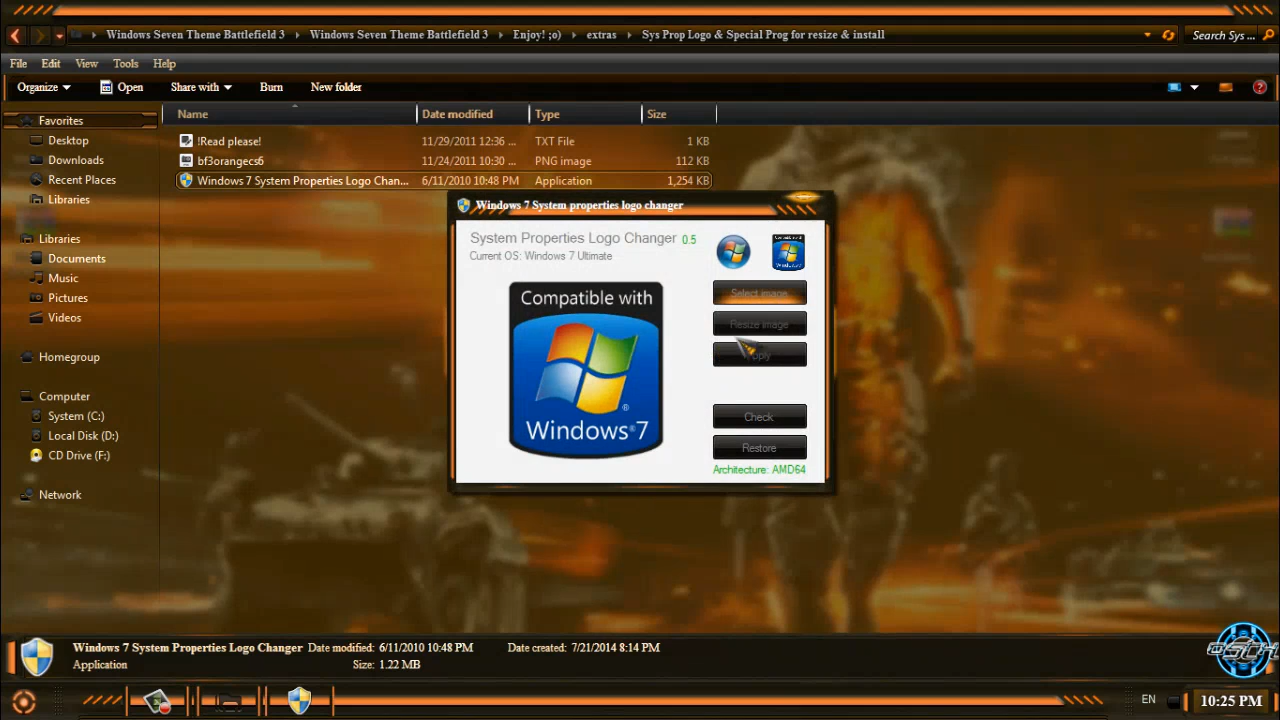 Windows Seven Theme Battlefield 3 Windows Seven Theme Battlefield 3 Enjoy! ;o) extras Sys Prop Logo & Special Prog for resize & install Search Sys ...
File Edit View Tools Help
Organize Open Share with Burn New folder
Name Date modified Type Size
Favorites
Desktop
Downloads
Recent Places
Libraries
Libraries
Documents
Music
Pictures
Videos
Homegroup
Computer
System (C:)
Local Disk (D:)
CD Drive (F:)
Network
!Read please! 11/29/2011 12:36 ... TXT File 1 KB
bf3orangecs6 11/24/2011 10:30 ... PNG image 112 KB
Windows 7 System Properties Logo Chan... 6/11/2010 10:48 PM Application 1,254 KB
Windows 7 System properties logo changer
System Properties Logo Changer 0.5
Current OS: Windows 7 Ultimate
Compatible with
Windows®7
Select image
Resize image
Apply
Check
Restore
Architecture: AMD64
Windows 7 System Properties Logo Changer Date modified: 6/11/2010 10:48 PM Date created: 7/21/2014 8:14 PM
Application Size: 1.22 MB
EN 10:25 PM